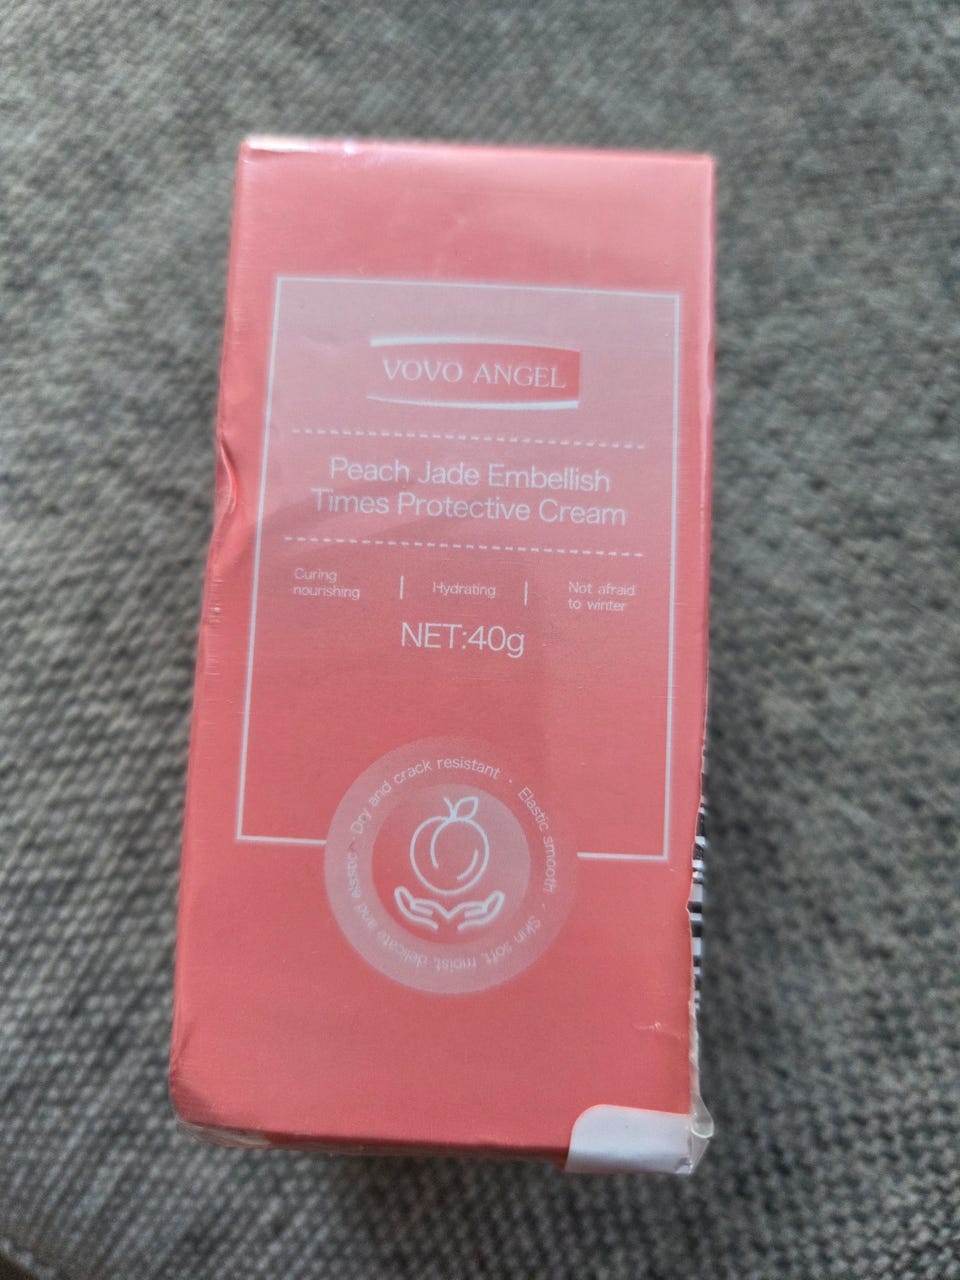 VOVO ANGEL
Peach Jade Embellish
Times Protective Cream
Curing
nourishing
Hydrating
Not afraid
to winter
NET:40g
Dry and crack resistant · Elastic smooth · Skin soft, moist, delicate and elastic ·